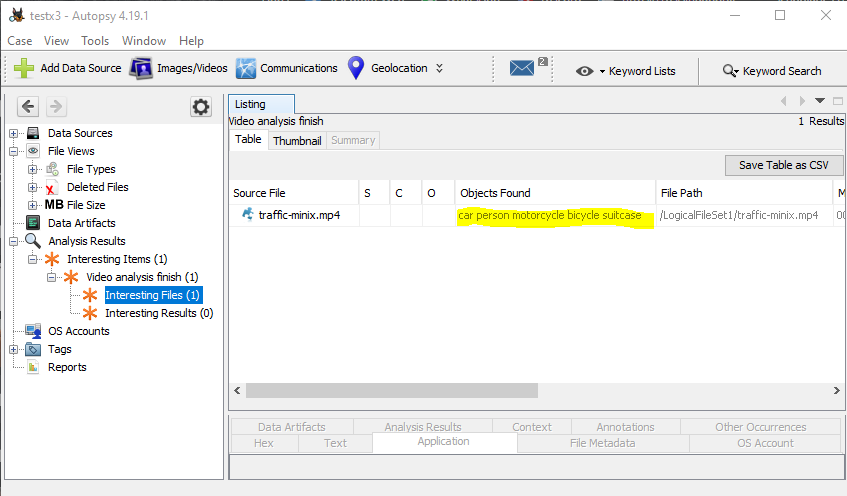 testx3 - Autopsy 4.19.1
Case View Tools Window Help
Add Data Source Images/Videos Communications Geolocation 2 Keyword Lists Keyword Search
Data Sources
File Views
File Types
Deleted Files
MB File Size
Data Artifacts
Analysis Results
Interesting Items (1)
Video analysis finish (1)
Interesting Files (1)
Interesting Results (0)
OS Accounts
Tags
Reports
Listing
Video analysis finish 1 Results
Table Thumbnail Summary
Save Table as CSV
Source File S C O Objects Found File Path M
traffic-minix.mp4 car person motorcycle bicycle suitcase /LogicalFileSet1/traffic-minix.mp4 00
Data Artifacts Analysis Results Context Annotations Other Occurrences
Hex Text Application File Metadata OS Account